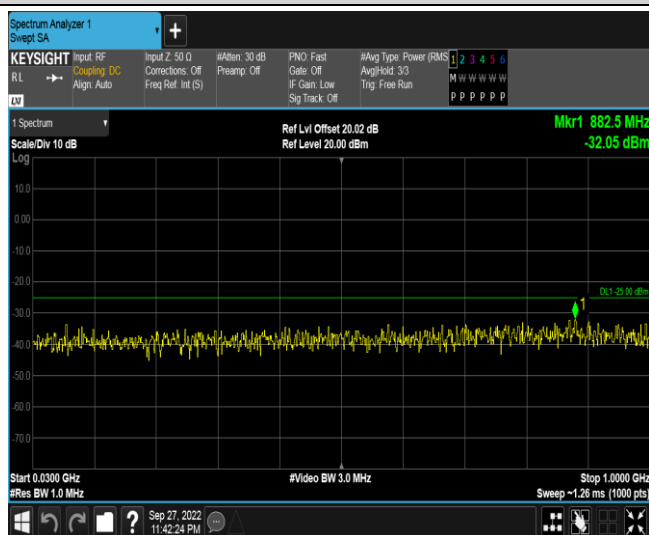 Spectrum Analyzer 1
Swept SA
+
KEYSIGHT
RL
LXI
Input: RF
Coupling: DC
Align: Auto
Input Z: 50 Ω
Corrections: Off
Freq Ref: Int (S)
#Atten: 30 dB
Preamp: Off
PNO: Fast
Gate: Off
IF Gain: Low
Sig Track: Off
#Avg Type: Power (RMS
Avg|Hold: 3/3
Trig: Free Run
1 2 3 4 5 6
M W W W W W
P P P P P P
1 Spectrum
Scale/Div 10 dB
Log
Ref Lvl Offset 20.02 dB
Ref Level 20.00 dBm
Mkr1 882.5 MHz
-32.05 dBm
10.0
0.00
-10.0
-20.0
DL1 -25.00 dBm
1
-30.0
-40.0
-50.0
-60.0
-70.0
Start 0.0300 GHz
#Res BW 1.0 MHz
#Video BW 3.0 MHz
Stop 1.0000 GHz
Sweep ~1.26 ms (1000 pts)
?
Sep 27, 2022
11:42:24 PM